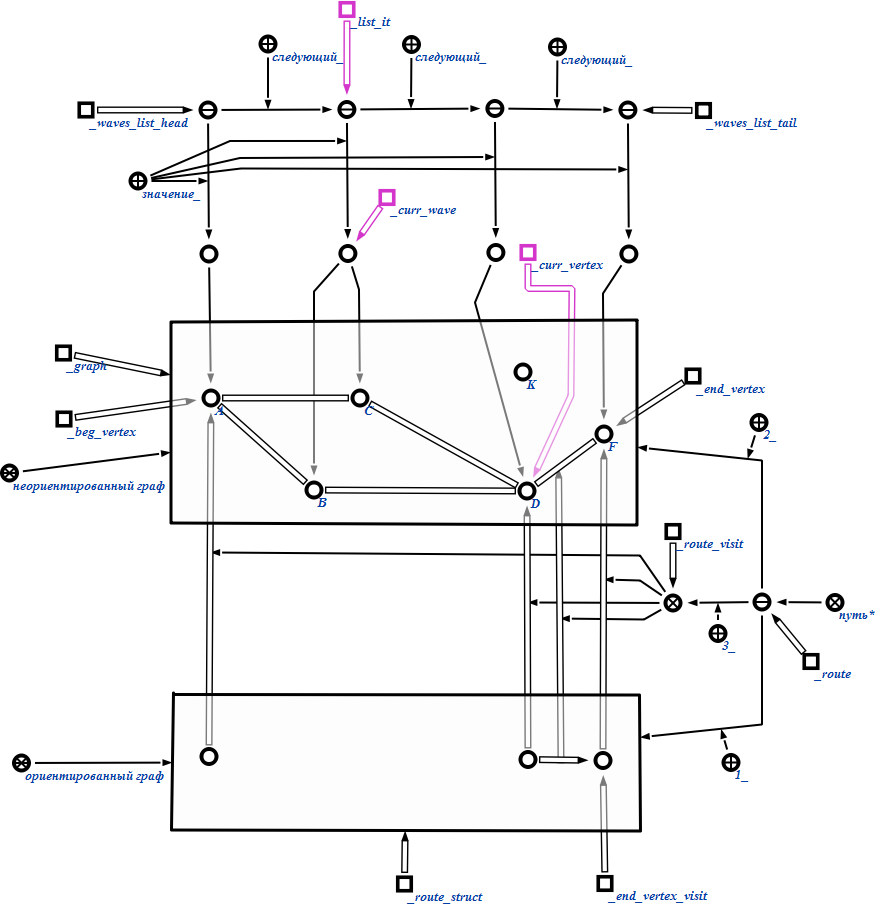 _list_it
следующий_
следующий_
следующий_
_waves_list_head
_waves_list_tail
значение_
_curr_wave
_curr_vertex
_graph
K
_end_vertex
A
C
_beg_vertex
F
2_
неориентированный граф
B
D
_route_visit
путь*
3_
_route
ориентированный граф
1_
_route_struct
_end_vertex_visit